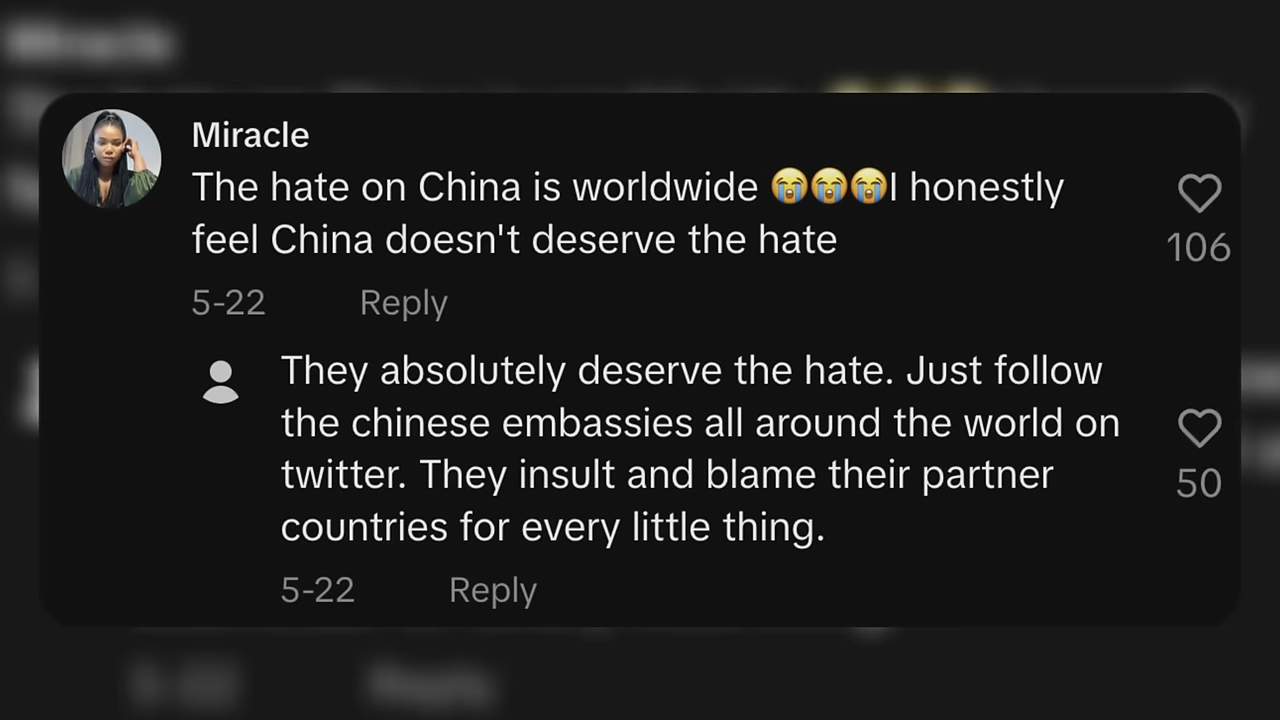 Miracle
The hate on China is worldwide 😭😭😭I honestly
feel China doesn't deserve the hate
106
5-22 Reply
They absolutely deserve the hate. Just follow
the chinese embassies all around the world on
twitter. They insult and blame their partner
countries for every little thing.
50
5-22 Reply